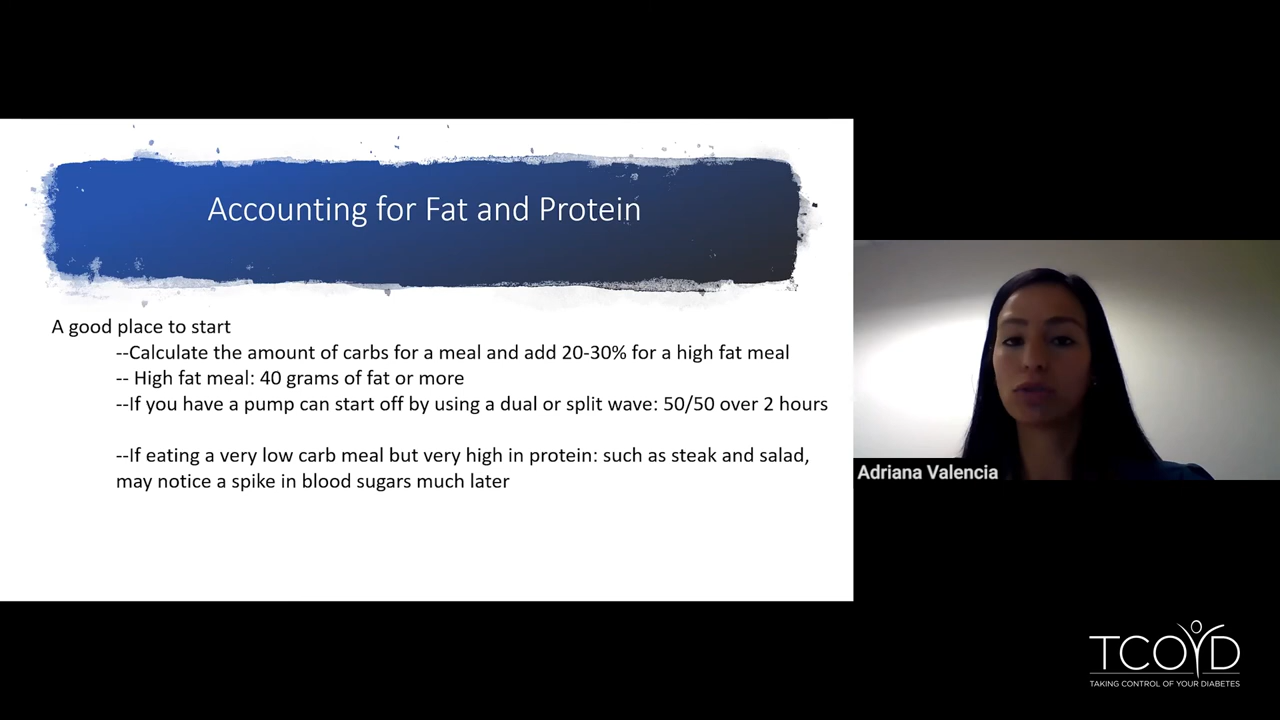 Accounting for Fat and Protein
A good place to start
--Calculate the amount of carbs for a meal and add 20-30% for a high fat meal
-- High fat meal: 40 grams of fat or more
--If you have a pump can start off by using a dual or split wave: 50/50 over 2 hours
--If eating a very low carb meal but very high in protein: such as steak and salad,
may notice a spike in blood sugars much later
Adriana Valencia
TCOYD
TAKING CONTROL OF YOUR DIABETES